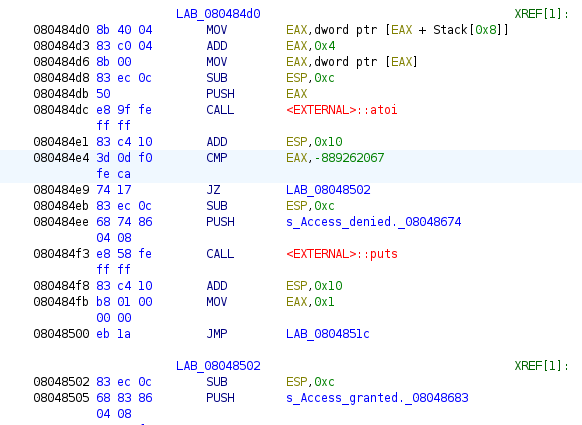 LAB_080484d0 XREF[1]:
080484d0 8b 40 04 MOV EAX,dword ptr [EAX + Stack[0x8]]
080484d3 83 c0 04 ADD EAX,0x4
080484d6 8b 00 MOV EAX,dword ptr [EAX]
080484d8 83 ec 0c SUB ESP,0xc
080484db 50 PUSH EAX
080484dc e8 9f fe CALL <EXTERNAL>::atoi
ff ff
080484e1 83 c4 10 ADD ESP,0x10
080484e4 3d 0d f0 CMP EAX,-889262067
fe ca
080484e9 74 17 JZ LAB_08048502
080484eb 83 ec 0c SUB ESP,0xc
080484ee 68 74 86 PUSH s_Access_denied._08048674
04 08
080484f3 e8 58 fe CALL <EXTERNAL>::puts
ff ff
080484f8 83 c4 10 ADD ESP,0x10
080484fb b8 01 00 MOV EAX,0x1
00 00
08048500 eb 1a JMP LAB_0804851c
LAB_08048502 XREF[1]:
08048502 83 ec 0c SUB ESP,0xc
08048505 68 83 86 PUSH s_Access_granted._08048683
04 08